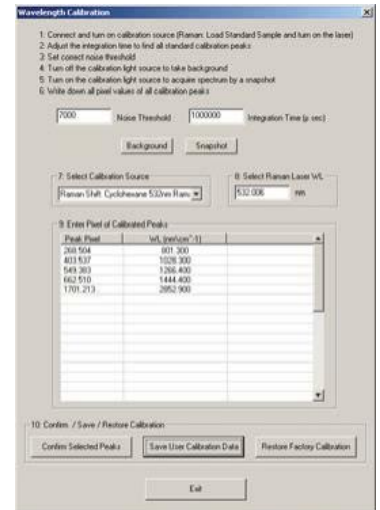 Wavelength Calibration
1: Connect and turn on calibration source (Raman: Load Standard Sample and turn on the laser)
2: Adjust the integration time to find all standard calibration peaks
3: Set correct noise threshold
4: Turn off the calibration light source to take background
5: Turn on the calibration light source to acquire spectrum by a snapshot
6: Write down all pixel values of all calibration peaks
7000 Noise Threshold 1000000 Integration Time (µ sec)
Background Snapshot
7: Select Calibration Source 8: Select Raman Laser WL
Raman Shift: Cyclohexane 532nm Rama 532.006 nm
9: Enter Pixel of Calibrated Peaks
Peak Pixel WL (nm\cm^-1)
268.504 801.300
403.537 1028.300
549.383 1266.400
662.510 1444.400
1701.213 2852.900
10: Confirm / Save / Restore Calibration
Confirm Selected Peaks Save User Calibration Data Restore Factory Calibration
Exit